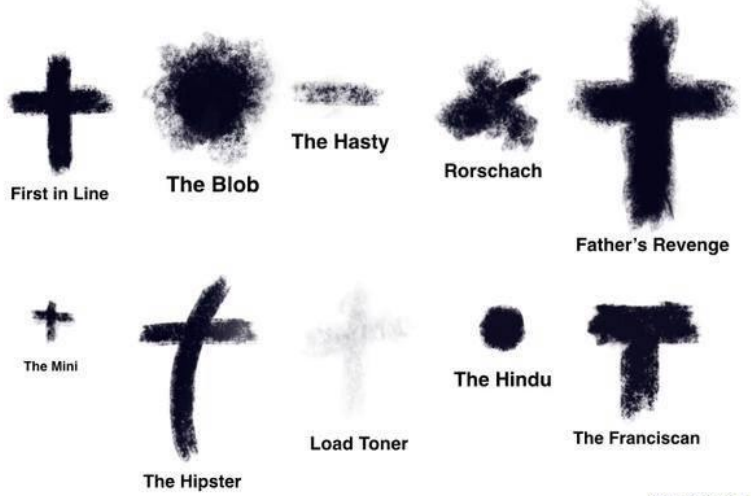 First in Line
The Blob
The Hasty
Rorschach
Father's Revenge
The Mini
The Hipster
Load Toner
The Hindu
The Franciscan